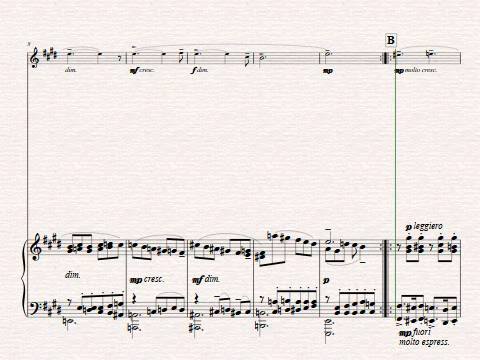 B
dim.
mf cresc.
f dim.
mp
mp molto cresc.
p leggiero
dim.
mp cresc.
mf dim.
p
mp fuori
molto espress.